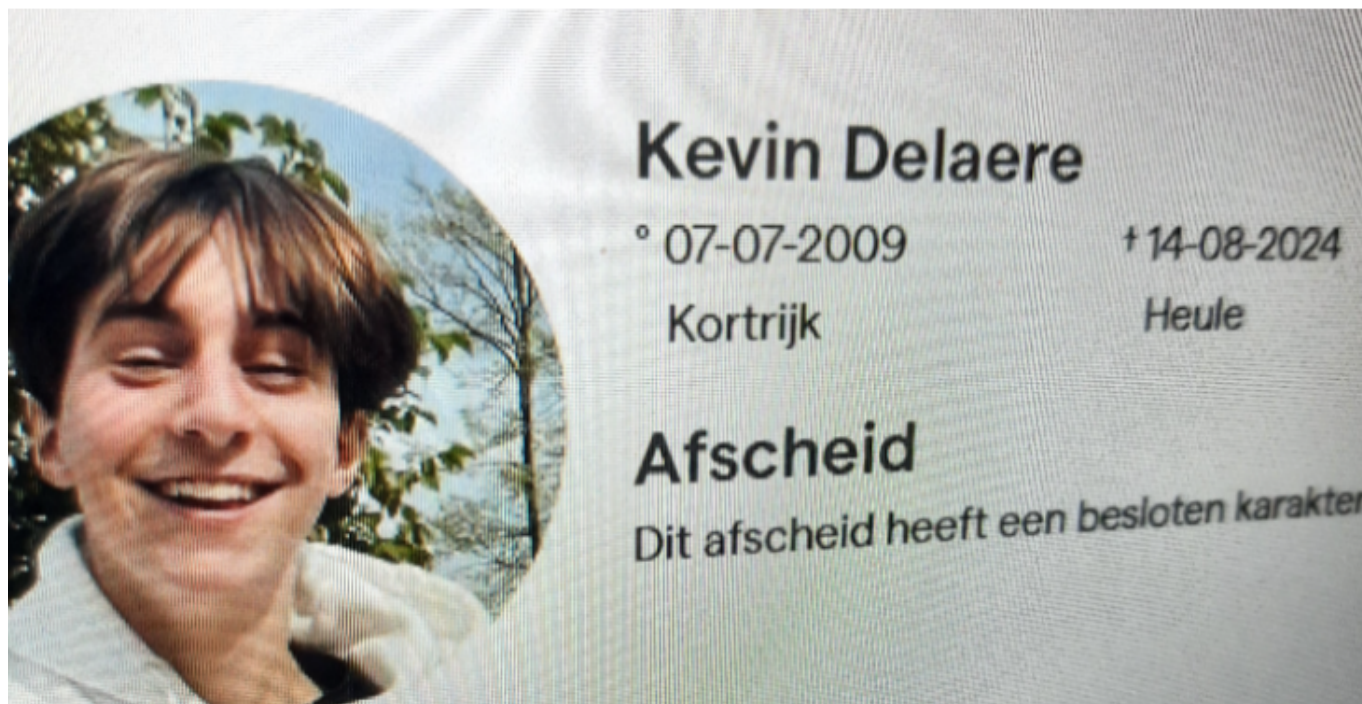 Kevin Delaere
° 07-07-2009 † 14-08-2024
Kortrijk Heule
Afscheid
Dit afscheid heeft een besloten karakter